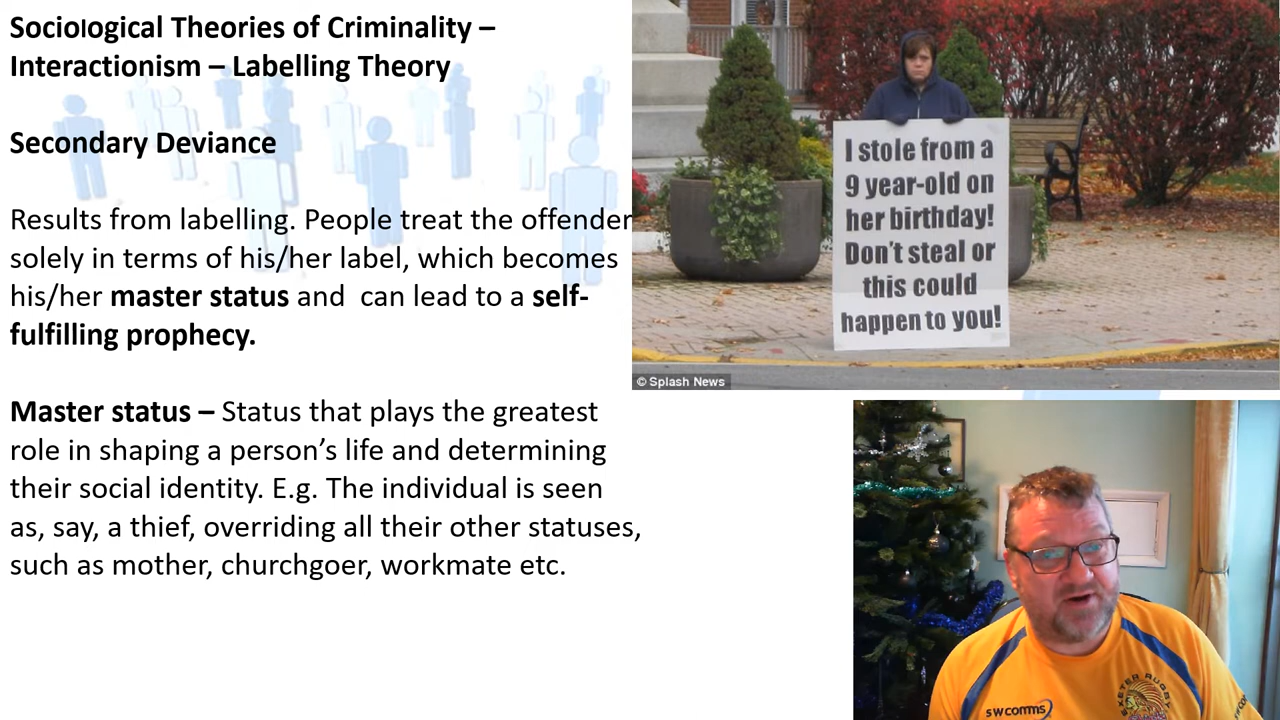 Sociological Theories of Criminality –
Interactionism – Labelling Theory
Secondary Deviance
Results from labelling. People treat the offender
solely in terms of his/her label, which becomes
his/her master status and  can lead to a self-
fulfilling prophecy.
Master status – Status that plays the greatest
role in shaping a person’s life and determining
their social identity. E.g. The individual is seen
as, say, a thief, overriding all their other statuses,
such as mother, churchgoer, workmate etc.
I stole from a
9 year-old on
her birthday!
Don't steal or
this could
happen to you!
© Splash News
swcomms
EXETER RUGBY